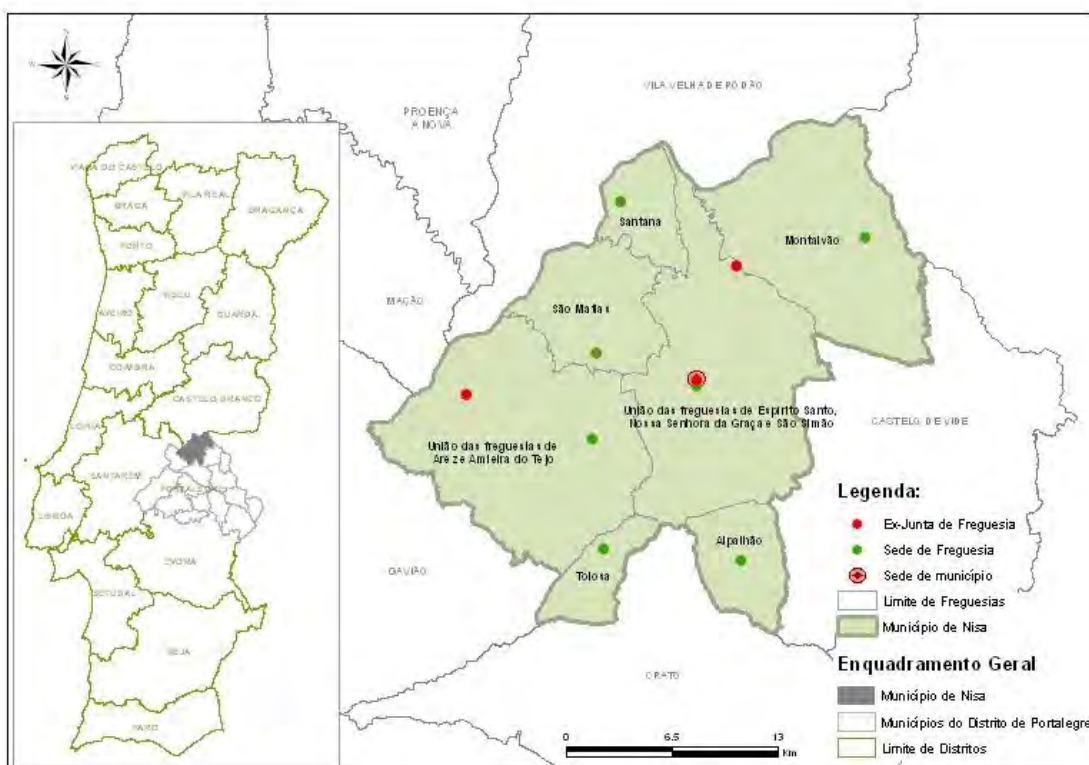 N
S
VILA VELHA DE RÓDÃO
PROENÇA
A NOVA
VIANA DO CASTELO
BRAGA
VILA REAL
BRAGANÇA
PORTO
VISEU
AVEIRO
GUARDA
COIMBRA
CASTELO BRANCO
LEIRIA
SANTARÉM
PORTALEGRE
LISBOA
ÉVORA
SETÚBAL
BEJA
FARO
Santana
Montalvão
MAÇÃO
São Matias
União das freguesias de Espírito Santo,
Nossa Senhora da Graça e São Simão
CASTELO DE VIDE
União das freguesias de
Arez e Amieira do Tejo
Alpalhão
Tolosa
GAVIÃO
CRATO
Legenda:
Ex-Junta de Freguesia
Sede de Freguesia
Sede de município
Limite de Freguesias
Município de Nisa
Enquadramento Geral
Município de Nisa
Municípios do Distrito de Portalegre
Limite de Distritos
0 6.5 13
Km